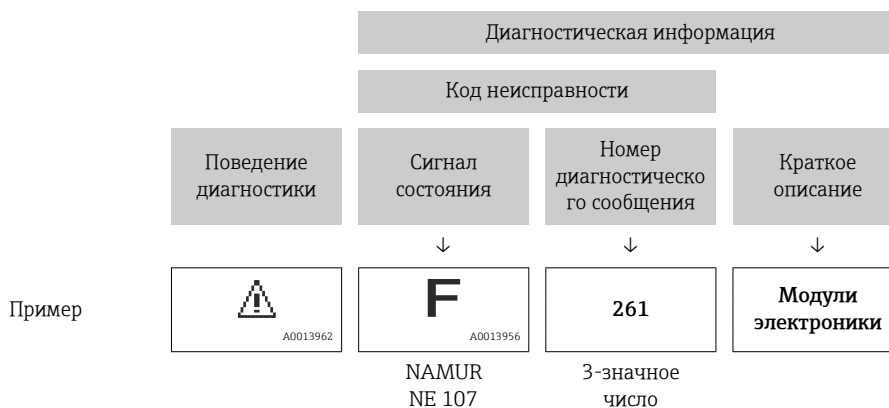 Диагностическая информация
Код неисправности
Поведение
диагностики
Сигнал
состояния
Номер
диагностическо
го сообщения
Краткое
описание
↓ ↓ ↓
Пример
A0013962
F
A0013956
261
Модули
электроники
NAMUR
NE 107
3-значное
число